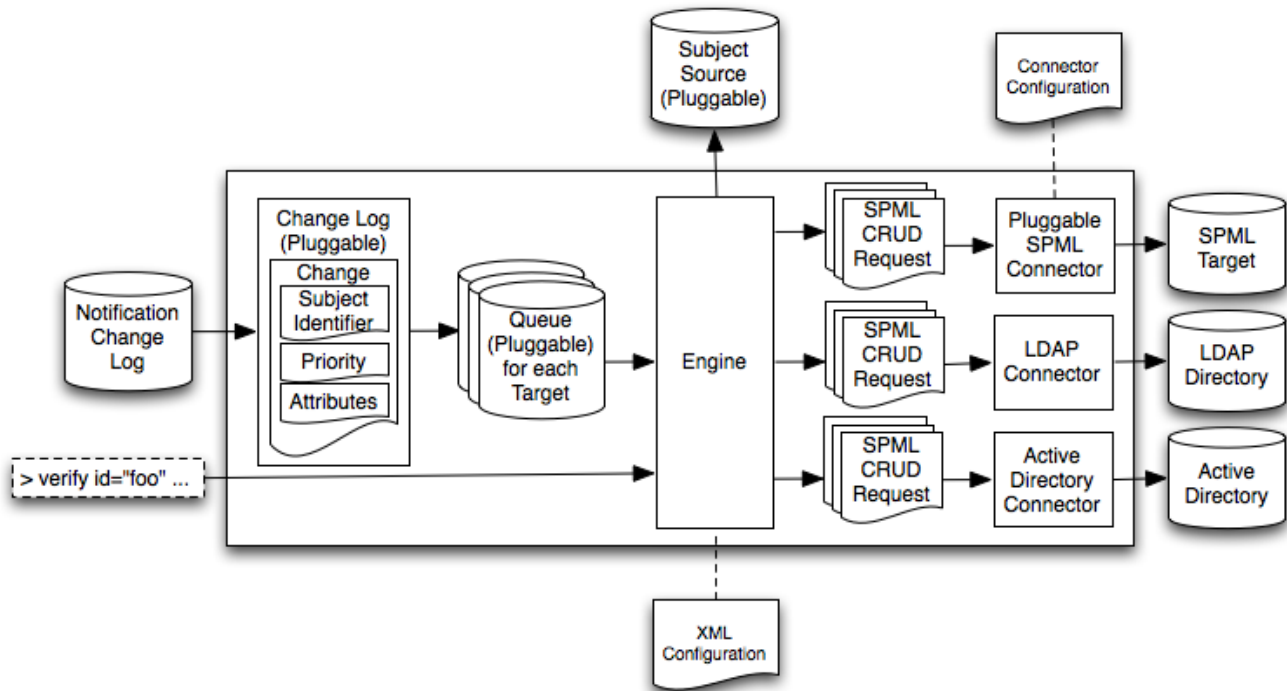 Subject
Source
(Pluggable)
Connector
Configuration
Change Log
(Pluggable)
Change
Subject
Identifier
Priority
Attributes
Notification
Change
Log
Queue
(Pluggable)
for each
Target
Engine
SPML
CRUD
Request
Pluggable
SPML
Connector
SPML
Target
SPML
CRUD
Request
LDAP
Connector
LDAP
Directory
SPML
CRUD
Request
Active
Directory
Connector
Active
Directory
> verify id="foo" ...
XML
Configuration